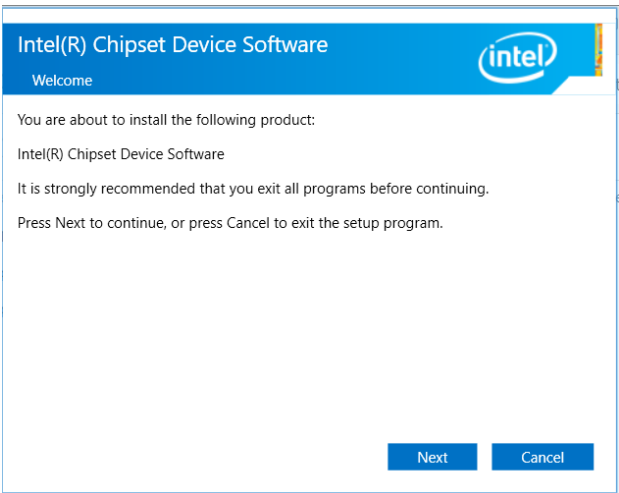 Intel(R) Chipset Device Software
intel
Welcome
You are about to install the following product:
Intel(R) Chipset Device Software
It is strongly recommended that you exit all programs before continuing.
Press Next to continue, or press Cancel to exit the setup program.
Next
Cancel